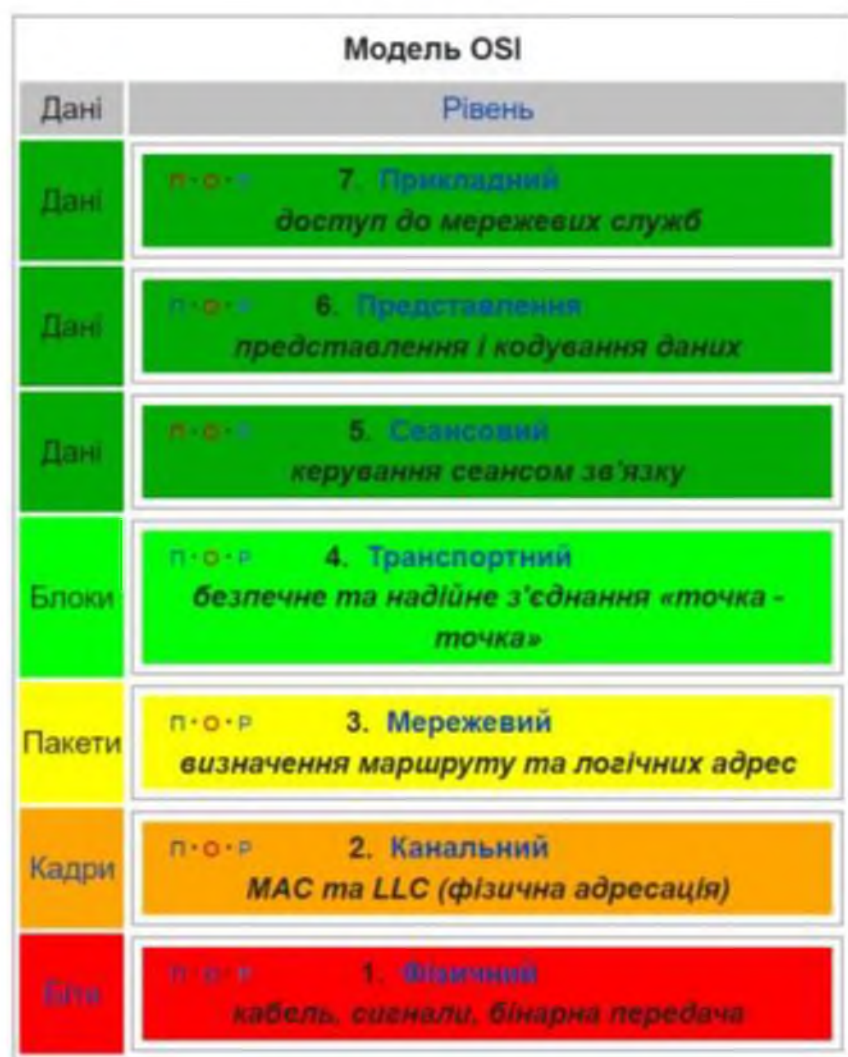 Модель OSI
Дані Рівень
Дані П · О · Р 7. Прикладний
доступ до мережевих служб
Дані П · О · Р 6. Представлення
представлення і кодування даних
Дані П · О · Р 5. Сеансовий
керування сеансом зв'язку
Блоки П · О · Р 4. Транспортний
безпечне та надійне з'єднання «точка -
точка»
Пакети П · О · Р 3. Мережевий
визначення маршруту та логічних адрес
Кадри П · О · Р 2. Канальний
MAC та LLC (фізична адресація)
Біти П · О · Р 1. Фізичний
кабель, сигнали, бінарна передача